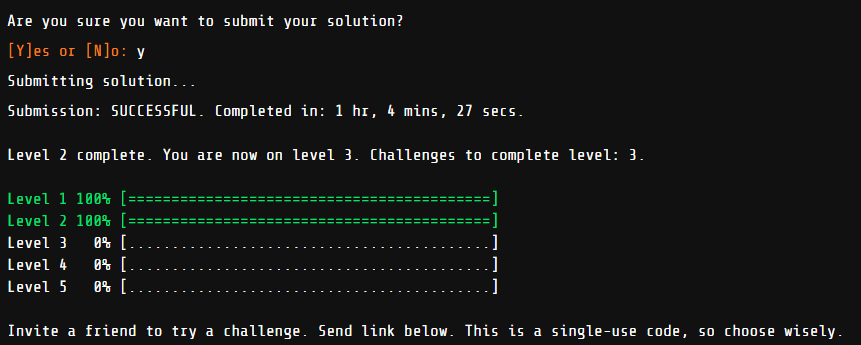 Are you sure you want to submit your solution?
[Y]es or [N]o: y
Submitting solution...
Submission: SUCCESSFUL. Completed in: 1 hr, 4 mins, 27 secs.
Level 2 complete. You are now on level 3. Challenges to complete level: 3.
Level 1 100% [==========================================]
Level 2 100% [==========================================]
Level 3   0% [..........................................]
Level 4   0% [..........................................]
Level 5   0% [..........................................]
Invite a friend to try a challenge. Send link below. This is a single-use code, so choose wisely.